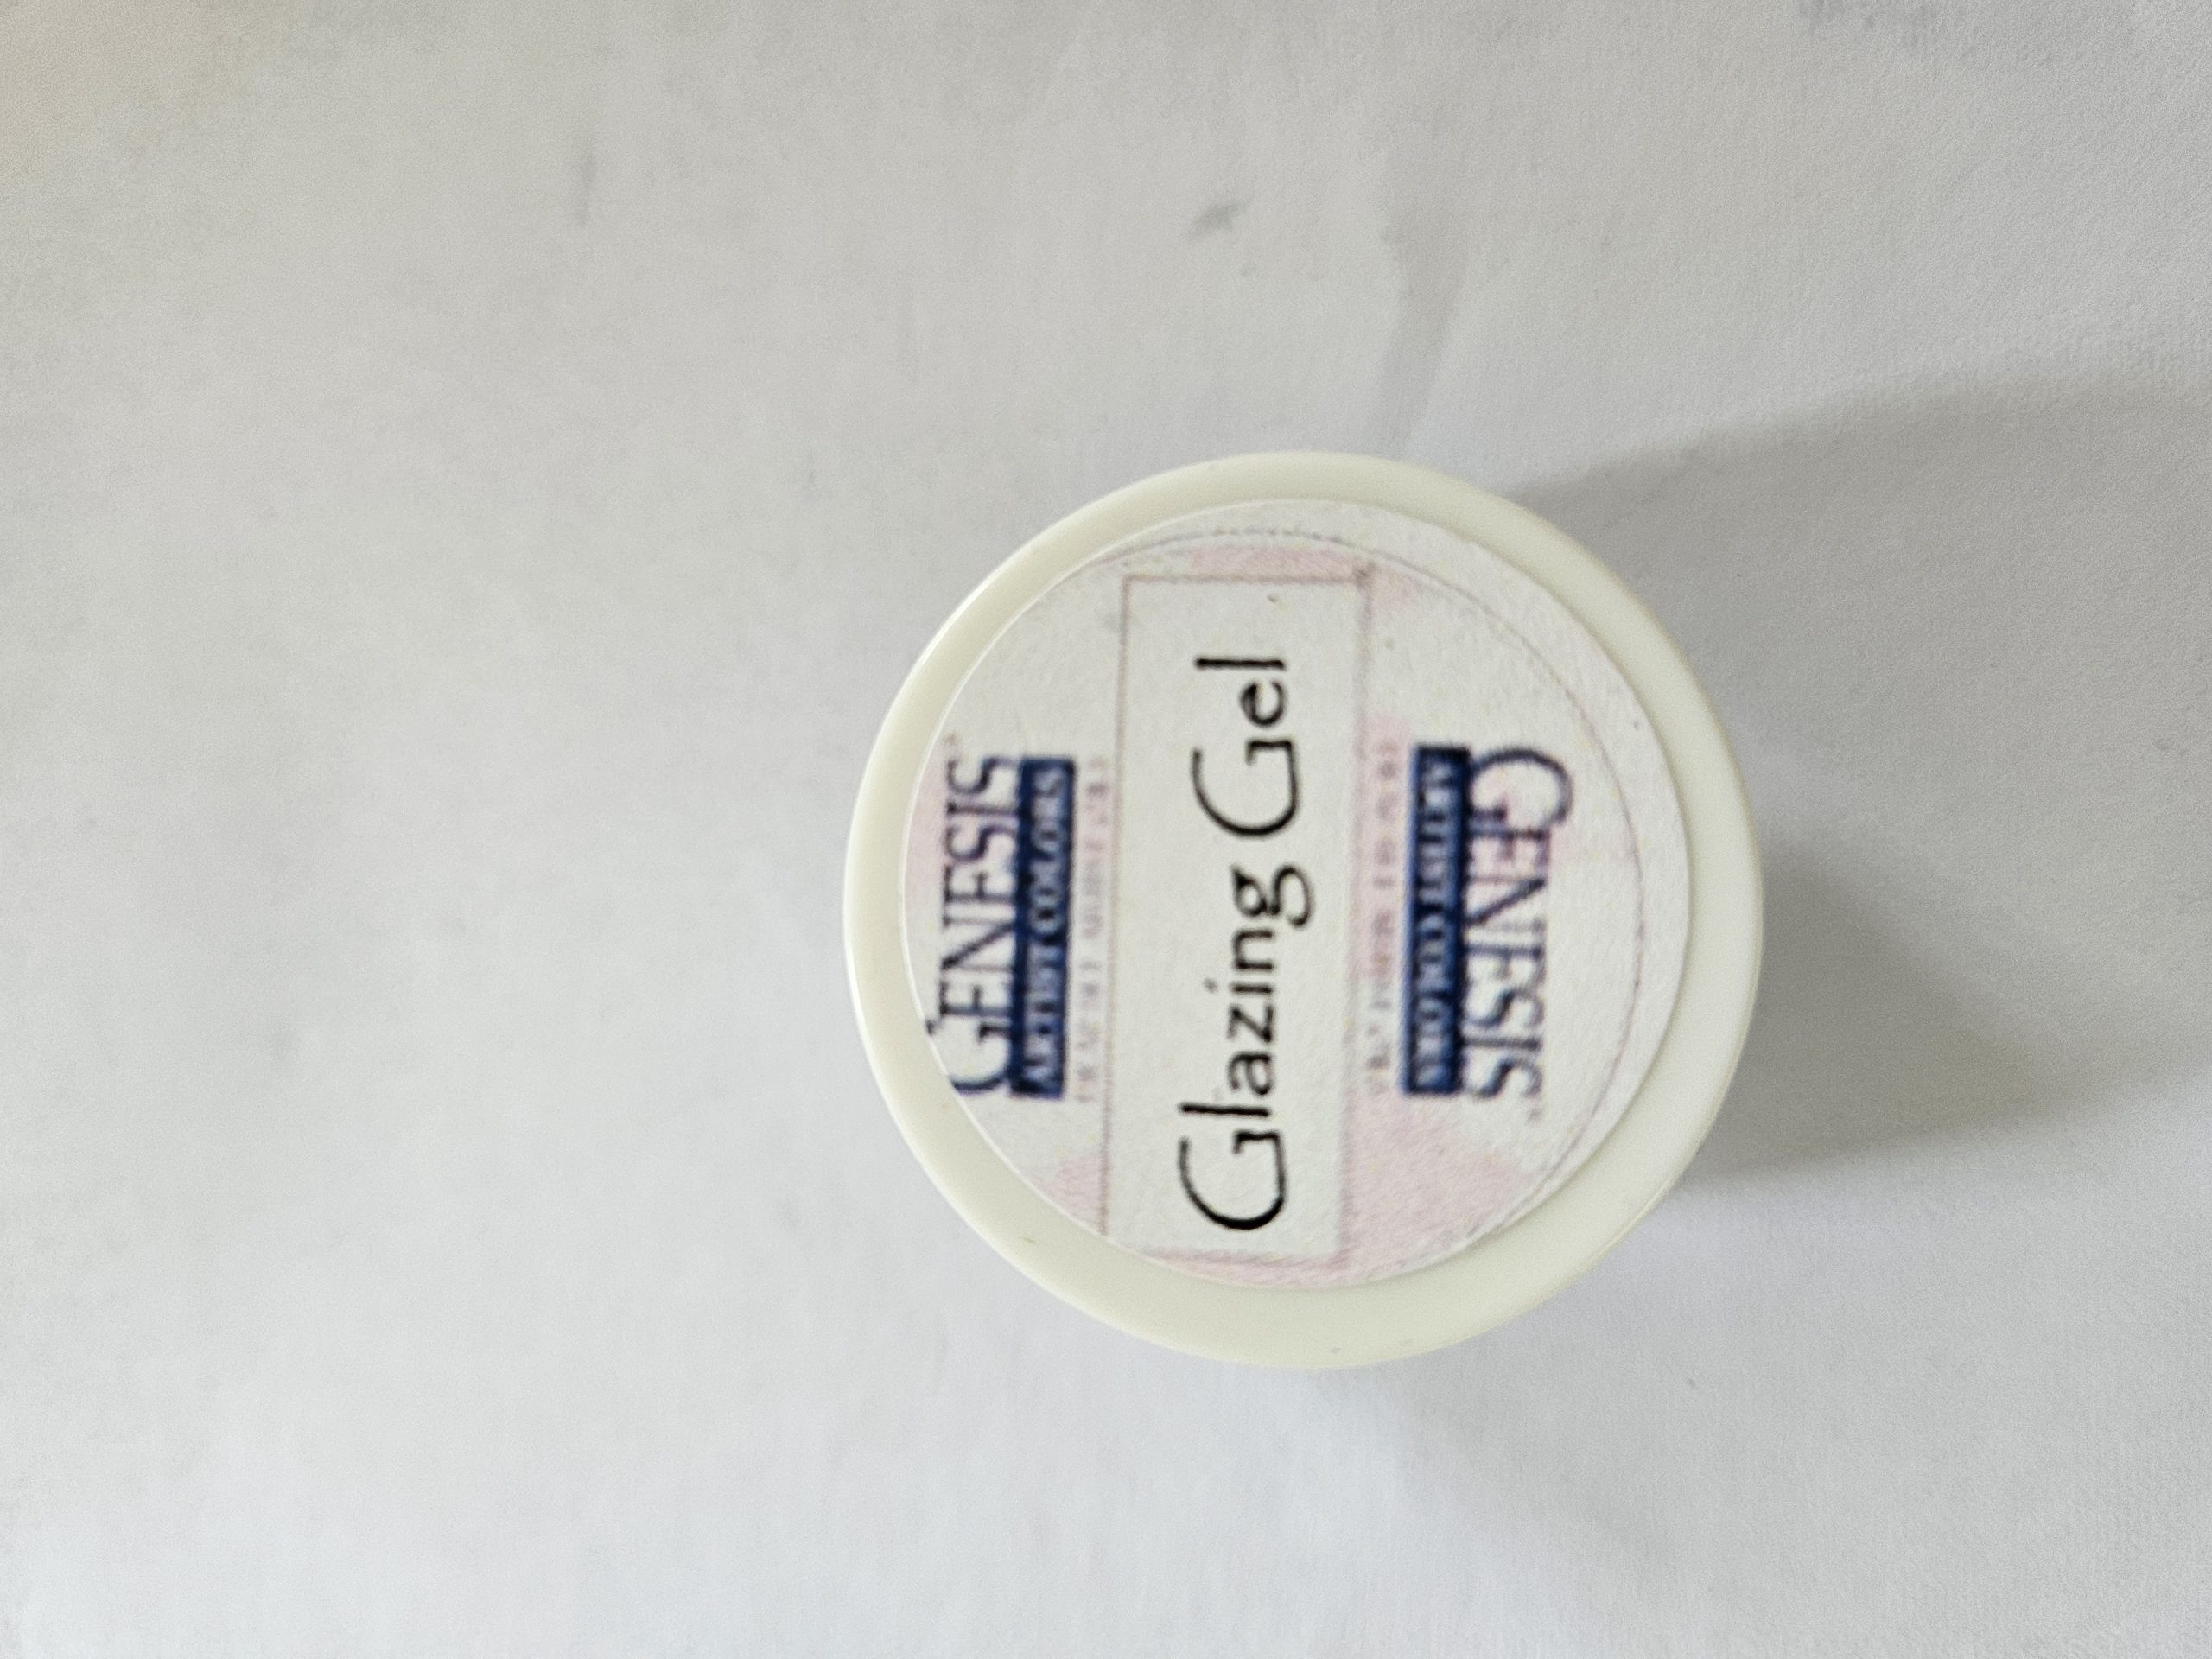 GENESIS
ARTIST COLORS
Glazing Gel
GENESIS
ARTIST COLORS